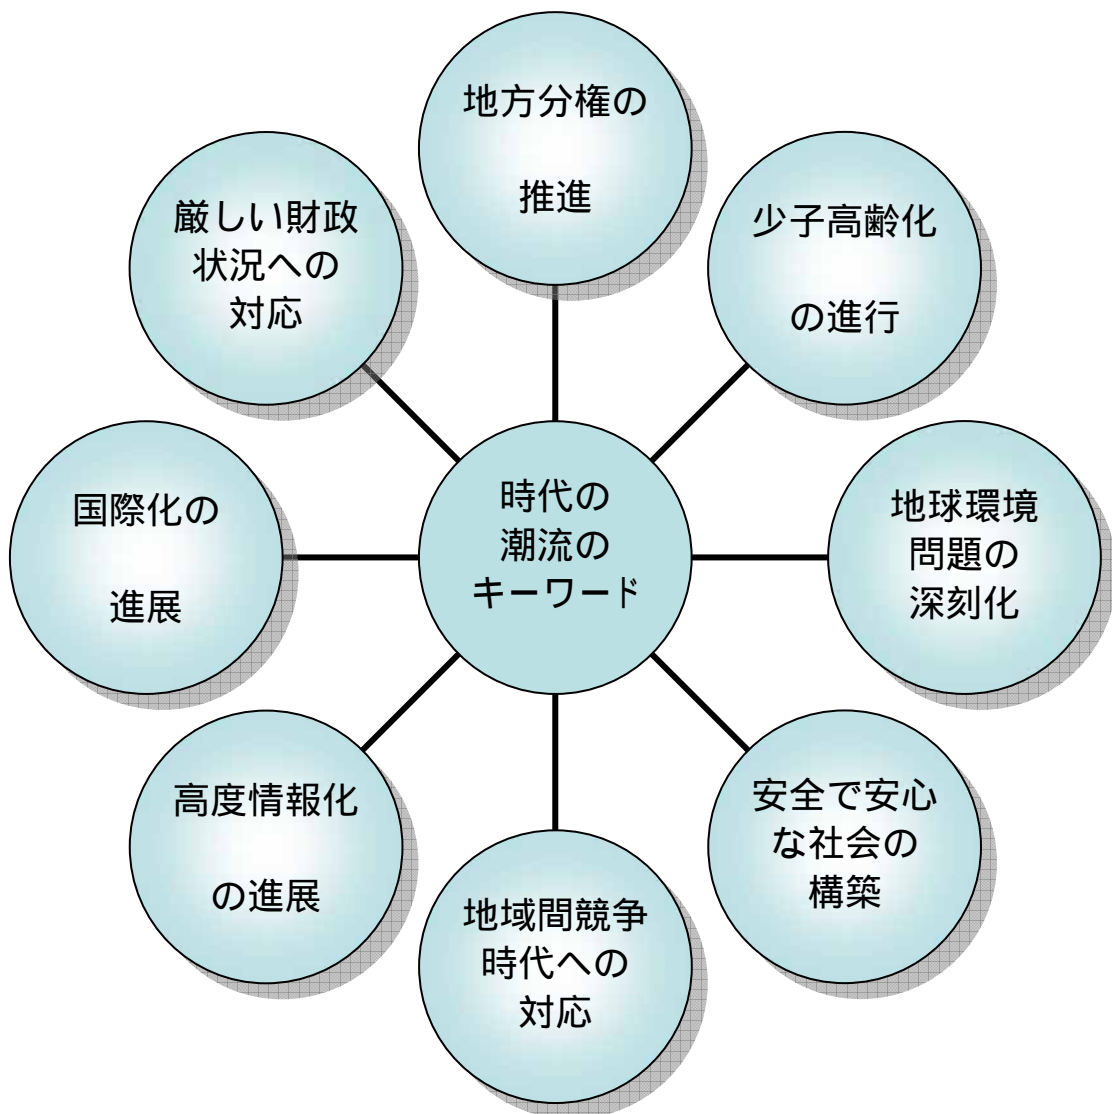 地方分権の
推進
少子高齢化
の進行
地球環境
問題の
深刻化
安全で安心
な社会の
構築
地域間競争
時代への
対応
高度情報化
の進展
国際化の
進展
厳しい財政
状況への
対応
時代の
潮流の
キーワード